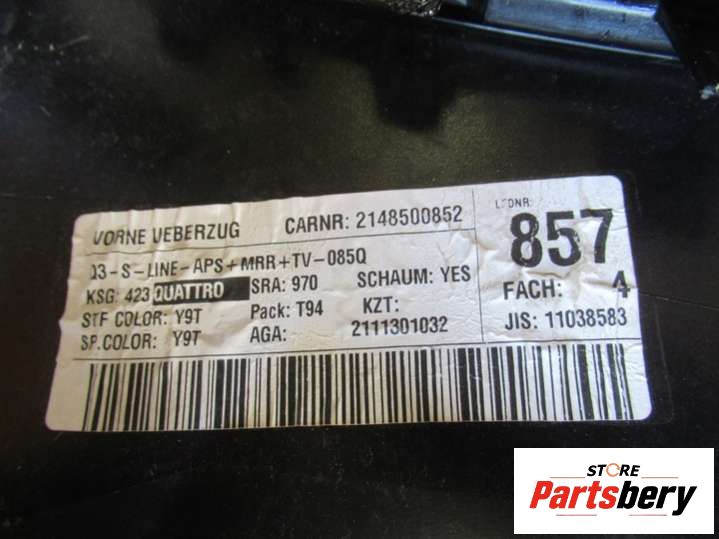 VORNE UEBERZUG CARNR: 2148500852
Q3-S-LINE-APS+MRR+TV-085Q
KSG: 423 QUATTRO SRA: 970 SCHAUM: YES
STF COLOR: Y9T Pack: T94 KZT:
SP.COLOR: Y9T AGA: 2111301032
LFDNR:
857
FACH: 4
JIS: 11038583
STORE
Partsbery